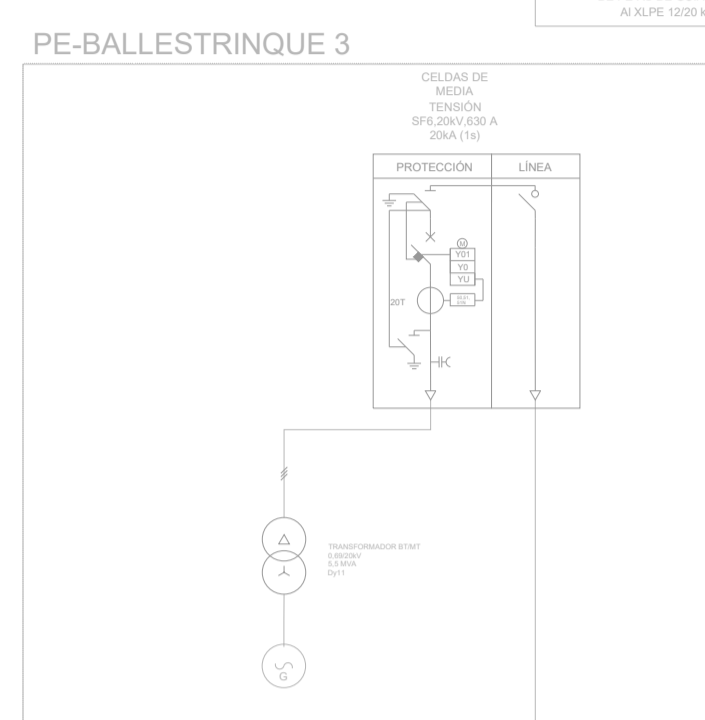 Al XLPE 12/20 k
PE-BALLESTRINQUE 3
CELDAS DE
MEDIA
TENSIÓN
SF6,20kV,630 A
20kA (1s)
PROTECCIÓN
LÍNEA
M
Y01
Y0
YU
20T
TRANSFORMADOR BT/MT
0,69/20kV
5,5 MVA
Dy11
G